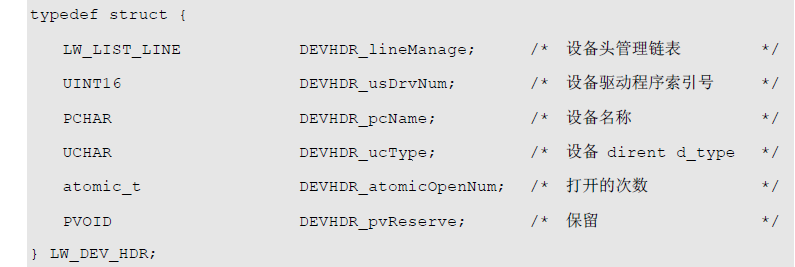 typedef struct {
LW_LIST_LINE DEVHDR_lineManage; /* 设备头管理链表 */
UINT16 DEVHDR_usDrvNum; /* 设备驱动程序索引号 */
PCHAR DEVHDR_pcName; /* 设备名称 */
UCHAR DEVHDR_ucType; /* 设备 dirent d_type */
atomic_t DEVHDR_atomicOpenNum; /* 打开的次数 */
PVOID DEVHDR_pvReserve; /* 保留 */
} LW_DEV_HDR;